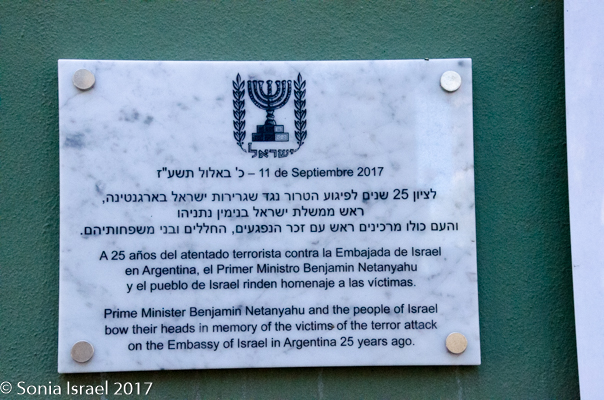 ישראל
כ' באלול תשע"ז – 11 de Septiembre 2017
לציון 25 שנים לפיגוע הטרור נגד שגרירות ישראל בארגנטינה,
ראש ממשלת ישראל בנימין נתניהו
והעם כולו מרכינים ראש עם זכר הנפגעים, החללים ובני משפחותיהם.
A 25 años del atentado terrorista contra la Embajada de Israel
en Argentina, el Primer Ministro Benjamin Netanyahu
y el pueblo de Israel rinden homenaje a las víctimas.
Prime Minister Benjamin Netanyahu and the people of Israel
bow their heads in memory of the victims of the terror attack
on the Embassy of Israel in Argentina 25 years ago.
© Sonia Israel 2017